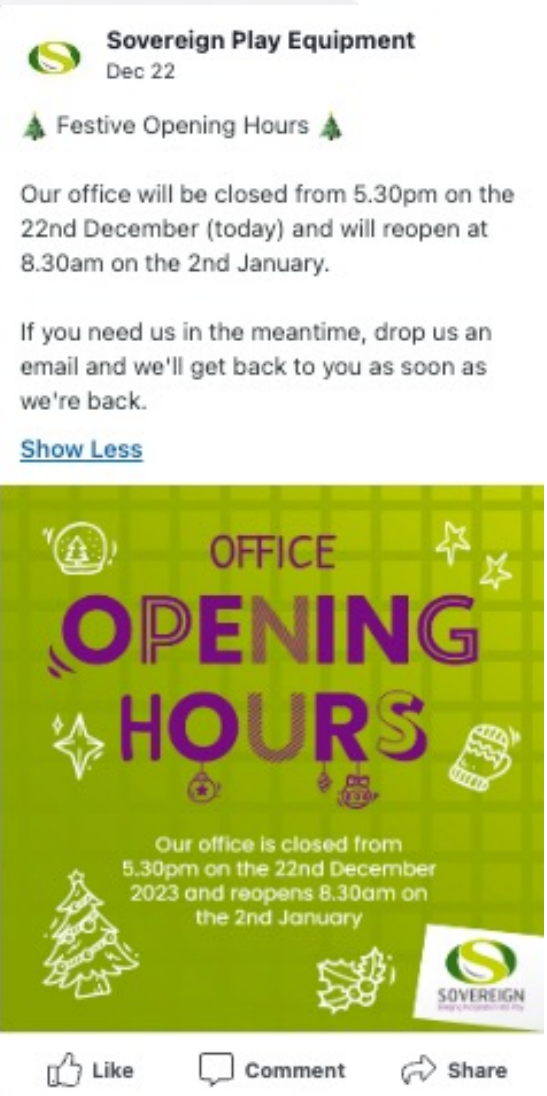 Sovereign Play Equipment
Dec 22
🎄 Festive Opening Hours 🎄
Our office will be closed from 5.30pm on the
22nd December (today) and will reopen at
8.30am on the 2nd January.
If you need us in the meantime, drop us an
email and we'll get back to you as soon as
we're back.
Show Less
OFFICE
OPENING
HOURS
Our office is closed from
5.30pm on the 22nd December
2023 and reopens 8.30am on
the 2nd January
SOVEREIGN
Like Comment Share